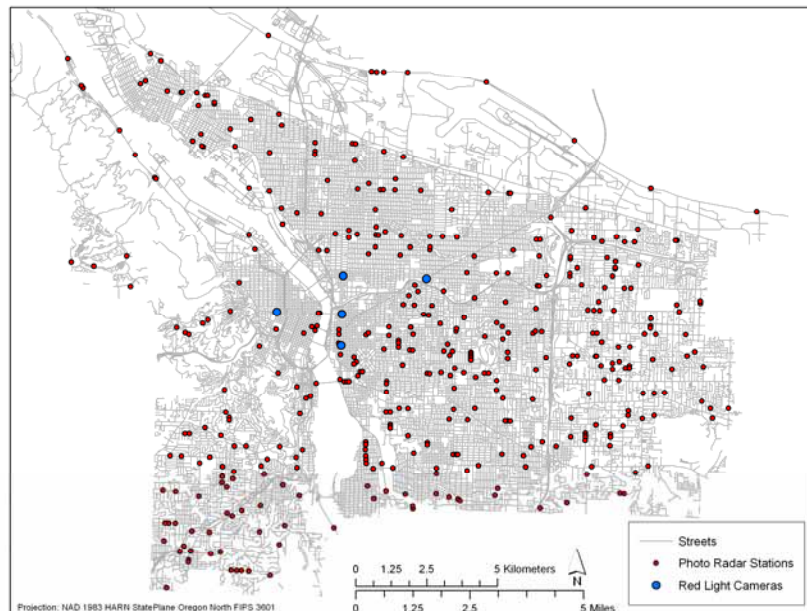 Streets
Photo Radar Stations
Red Light Cameras
0 1.25 2.5 5 Kilometers
N
0 1.25 2.5 5 Miles
Projection: NAD 1983 HARN StatePlane Oregon North FIPS 3601